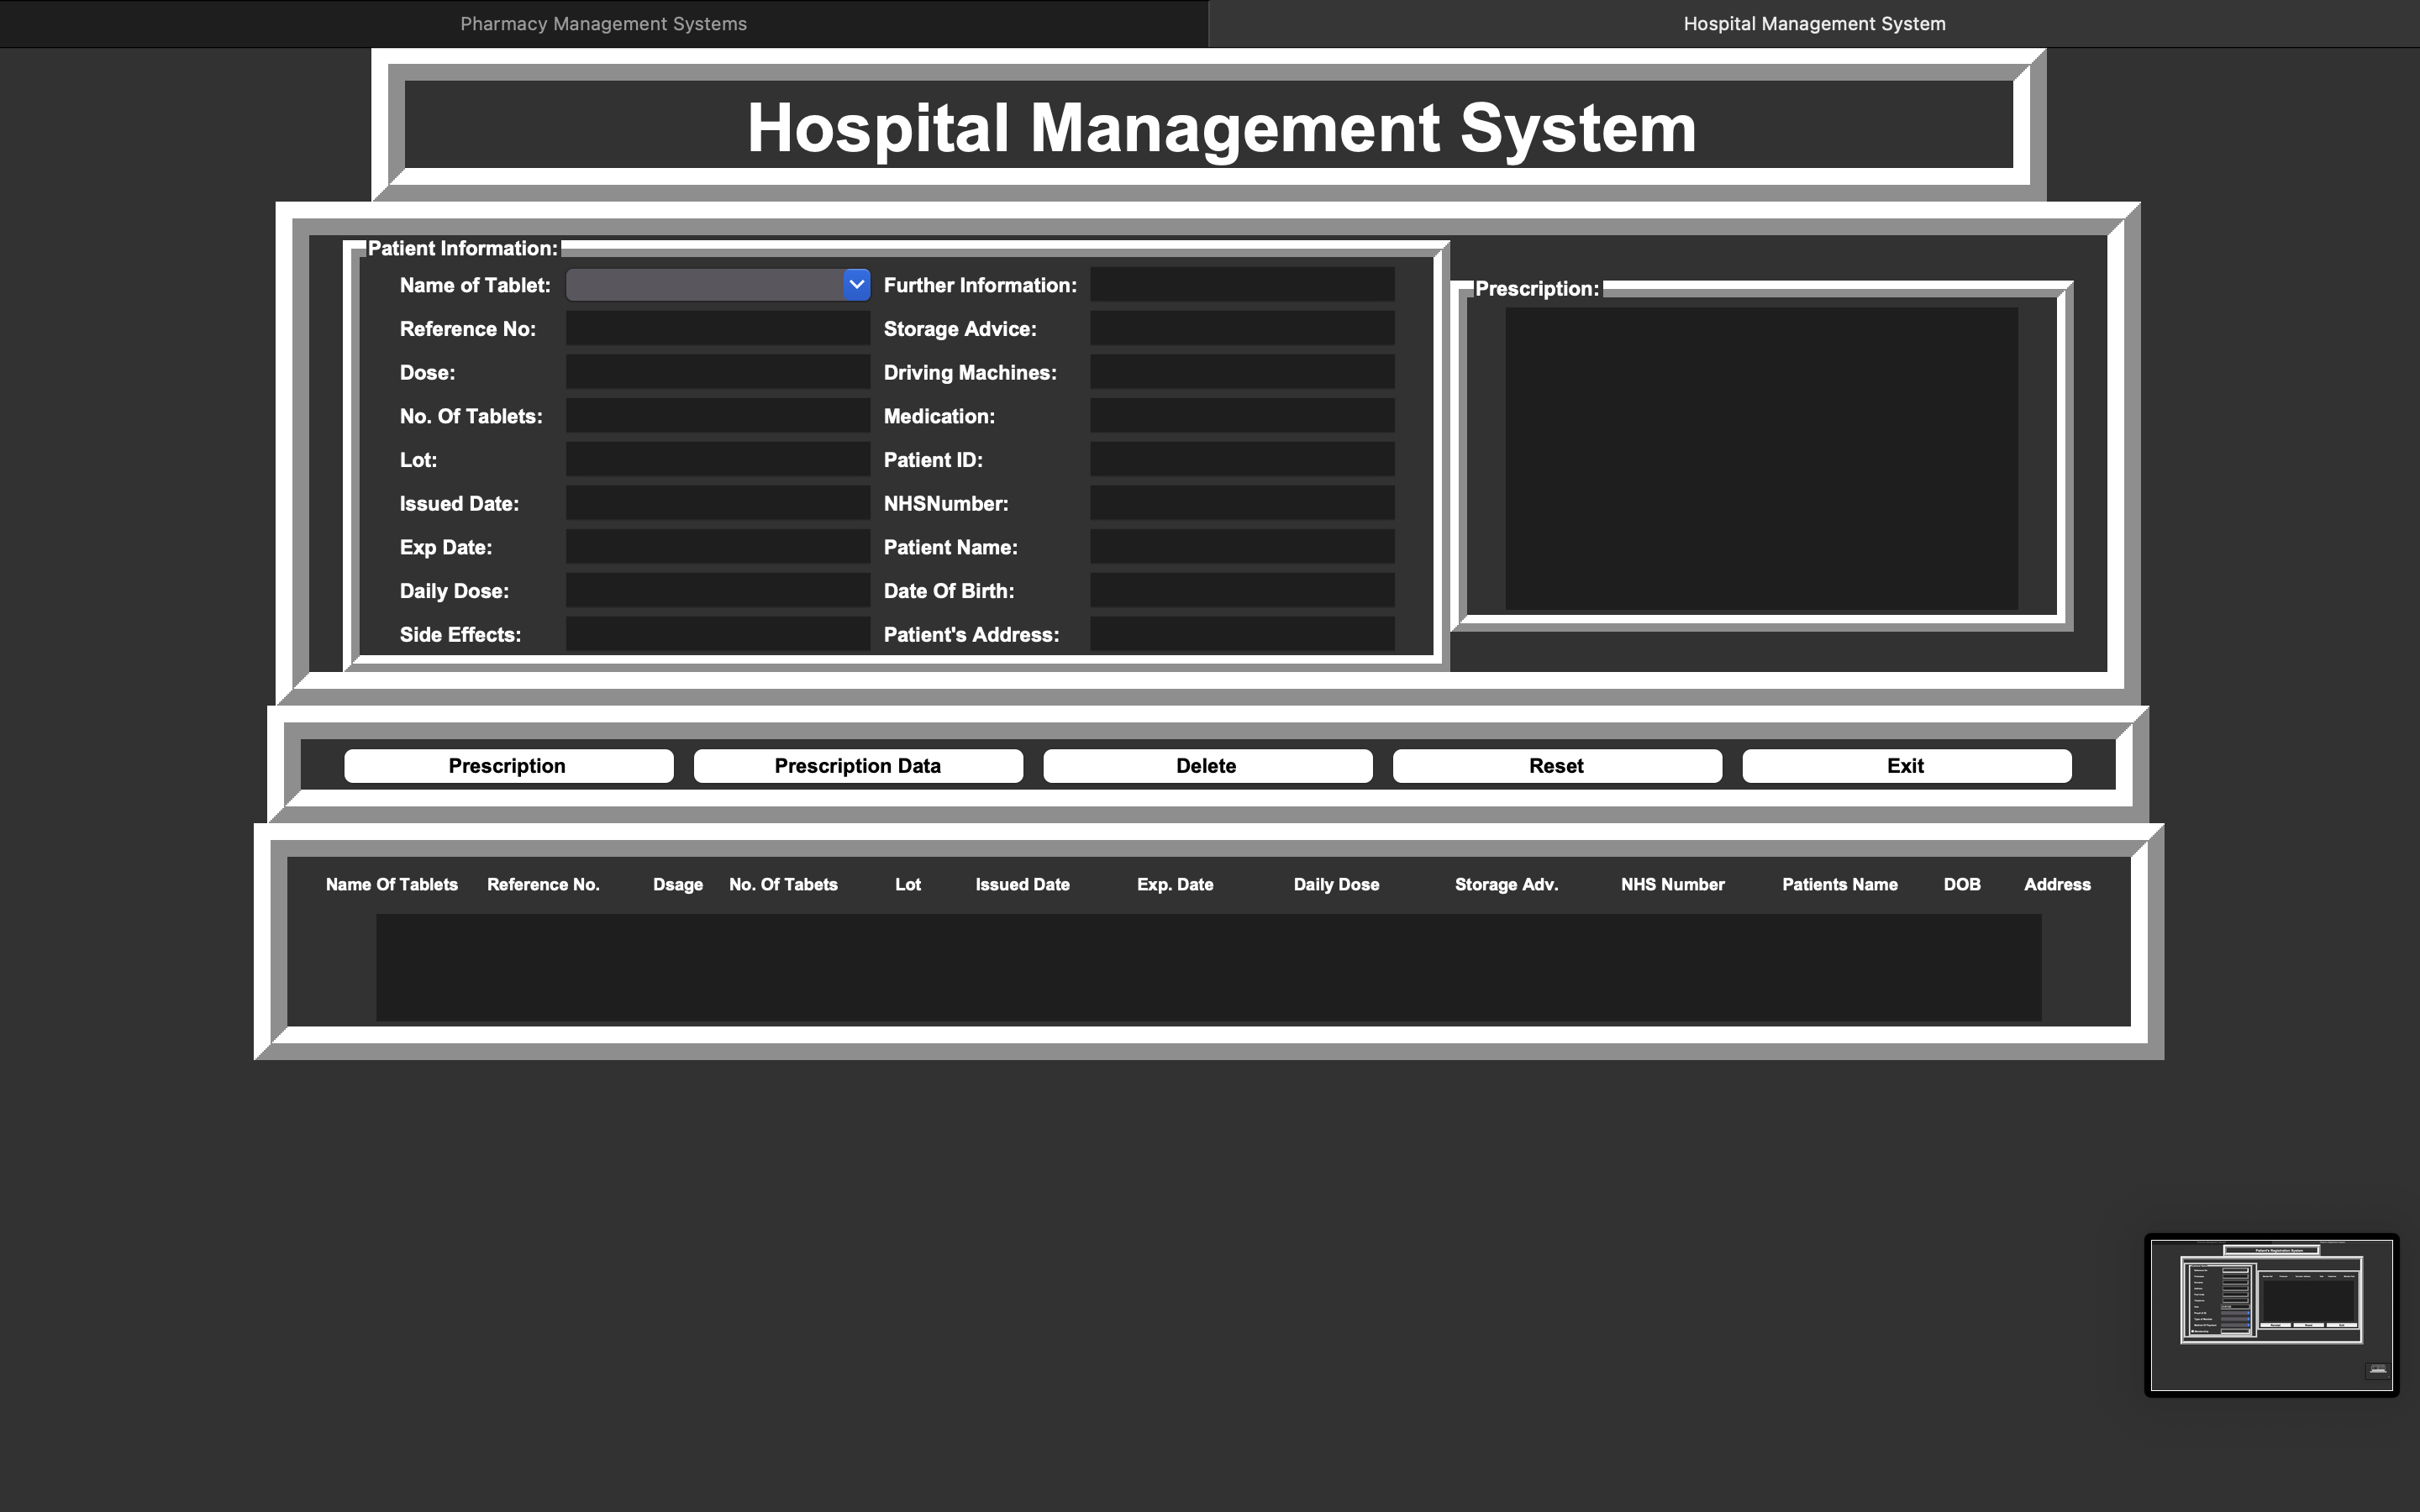 Pharmacy Management Systems
Hospital Management System
Hospital Management System
Patient Information:
Name of Tablet:
Further Information:
Reference No:
Storage Advice:
Dose:
Driving Machines:
No. Of Tablets:
Medication:
Lot:
Patient ID:
Issued Date:
NHSNumber:
Exp Date:
Patient Name:
Daily Dose:
Date Of Birth:
Side Effects:
Patient's Address:
Prescription:
Prescription Prescription Data Delete Reset Exit
Name Of Tablets Reference No. Dsage No. Of Tabets Lot Issued Date Exp. Date Daily Dose Storage Adv. NHS Number Patients Name DOB Address
Patient's Registration System